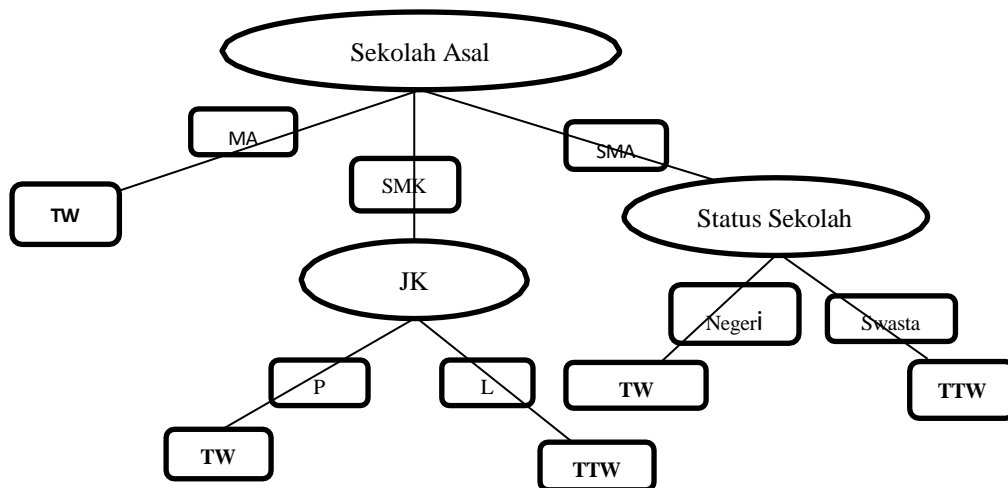 Sekolah Asal
MA
SMK
SMA
TW
Status Sekolah
JK
Negeri
Swasta
P
L
TW
TTW
TW
TTW